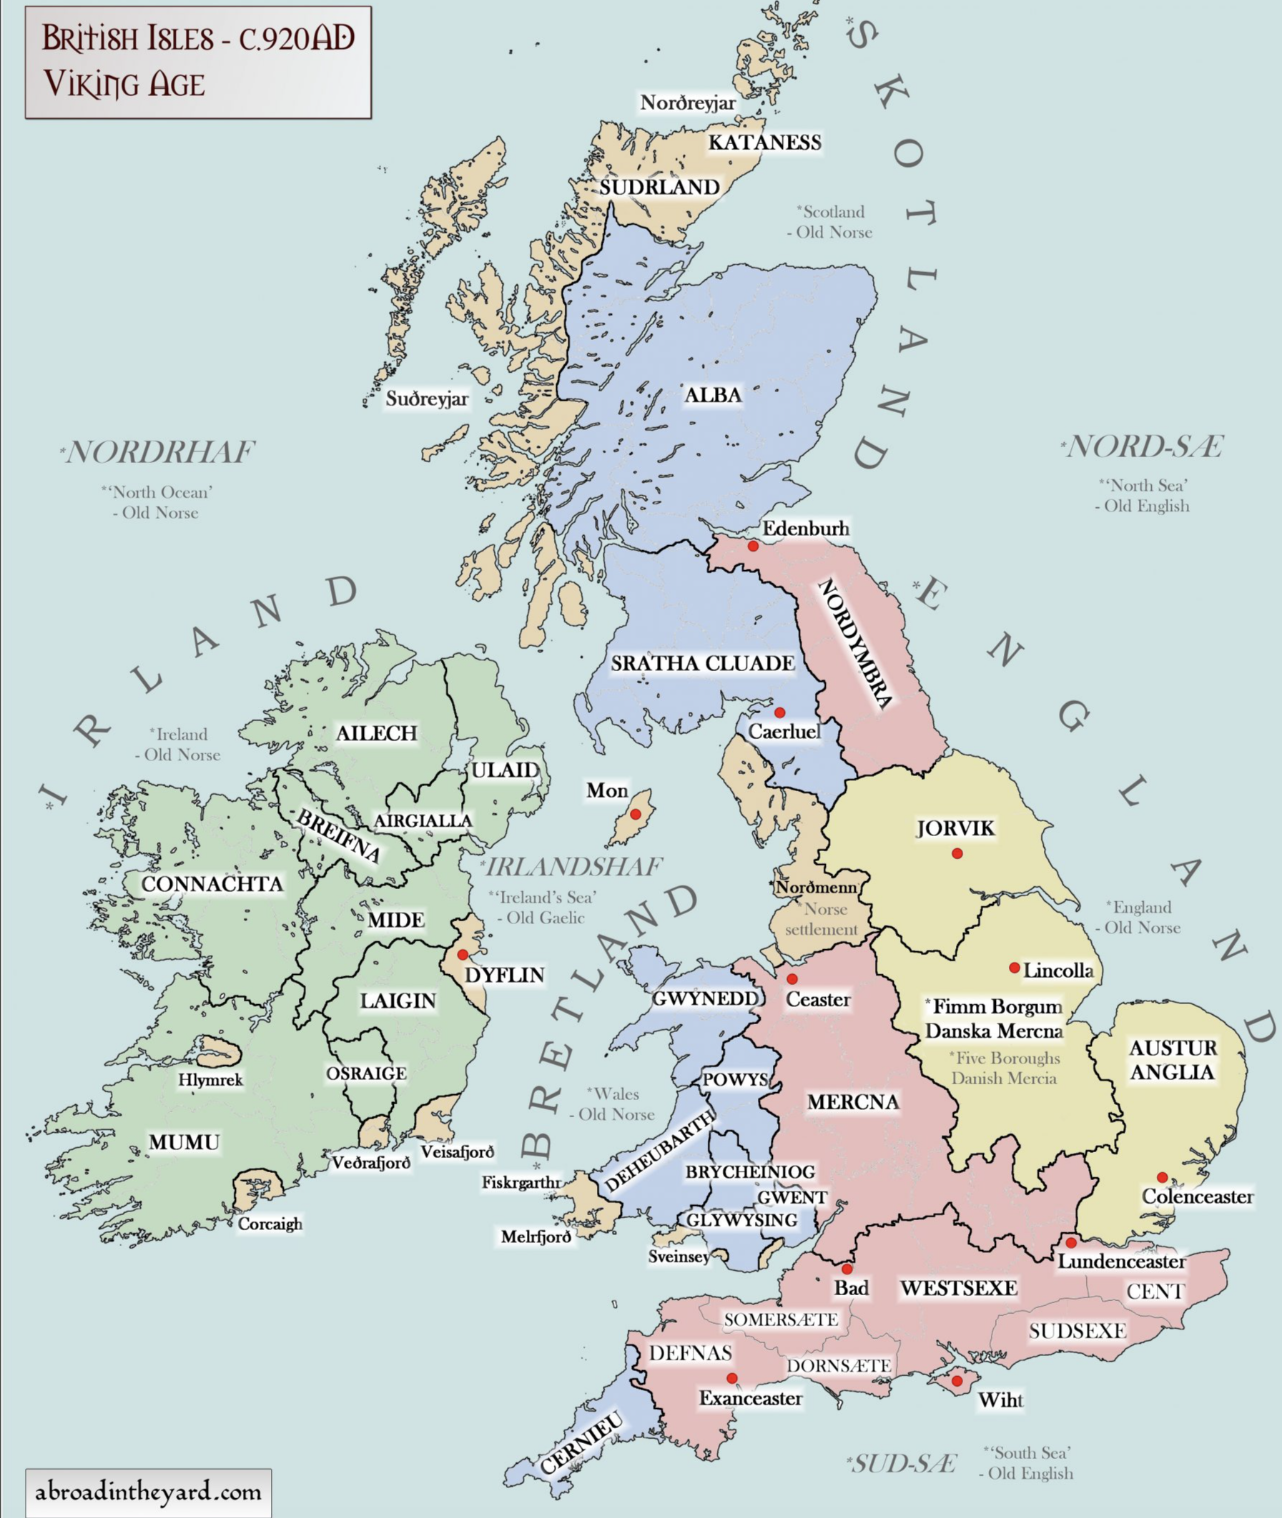 BRITISH ISLES - C.920AD
VIKING AGE
*SKOTLAND
Norðreyjar
KATANESS
SUDRLAND
*Scotland
- Old Norse
Suðreyjar
ALBA
*NORDRHAF
*'North Ocean'
- Old Norse
*NORD-SÆ
*'North Sea'
- Old English
Edenburh
*ENGLAND
NORDYMBRA
*IRLAND
SRATHA CLUADE
Caerluel
*Ireland
- Old Norse
AILECH
ULAID
Mon
AIRGIALLA
BREIFNA
JORVIK
*IRLANDSHAF
*'Ireland's Sea'
- Old Gaelic
CONNACHTA
*Norðmenn
*Norse
settlement
MIDE
*England
- Old Norse
*BRETLAND
DYFLIN
Lincolla
LAIGIN
GWYNEDD
Ceaster
*Fimm Borgum
Danska Mercna
*Five Boroughs
Danish Mercia
AUSTUR
ANGLIA
Hlymrek
OSRAIGE
POWYS
*Wales
- Old Norse
MERCNA
MUMU
DEHEUBARTH
Veðrafjorð
Veisafjorð
Fiskrgarthr
BRYCHEINIOG
GWENT
Colenceaster
Corcaigh
Melrfjorð
GLYWYSING
Sveinsey
Lundenceaster
Bad
WESTSEXE
CENT
SOMERSÆTE
SUDSEXE
DEFNAS
DORNSÆTE
Exanceaster
Wiht
CERNIEU
*SUD-SÆ
*'South Sea'
- Old English
abroadintheyard.com